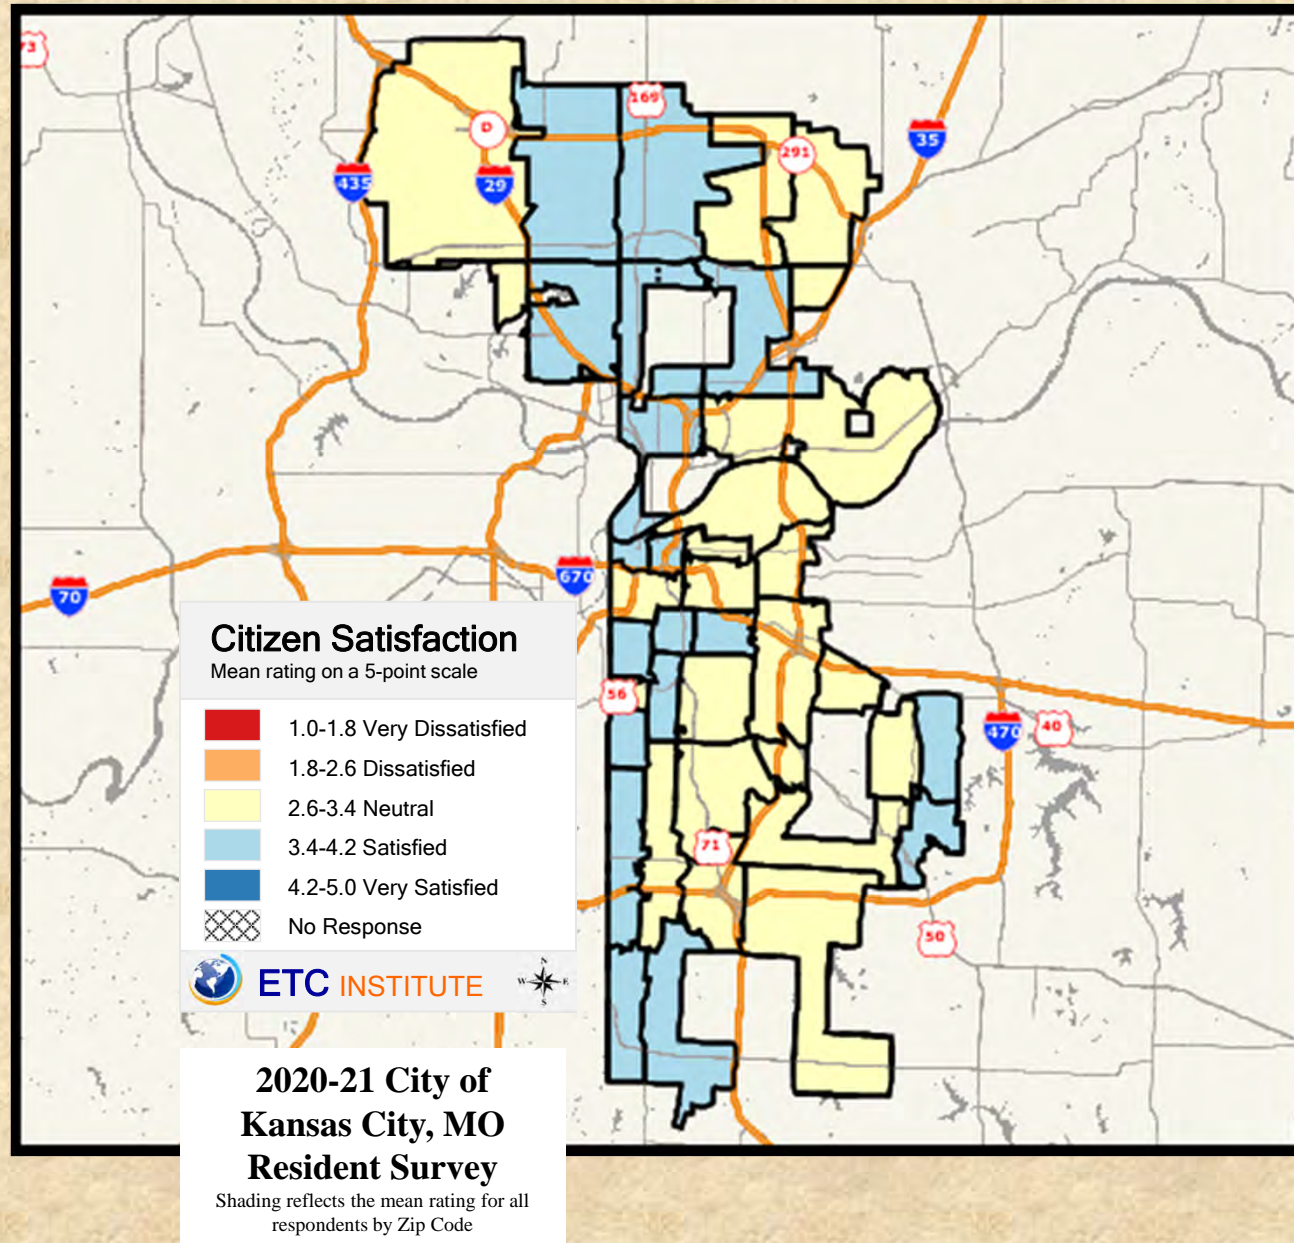 73
169
D
291
35
435
29
670
70
56
470
40
71
50
Citizen Satisfaction
Mean rating on a 5-point scale
1.0-1.8 Very Dissatisfied
1.8-2.6 Dissatisfied
2.6-3.4 Neutral
3.4-4.2 Satisfied
4.2-5.0 Very Satisfied
No Response
ETC INSTITUTE
N
W E
S
2020-21 City of
Kansas City, MO
Resident Survey
Shading reflects the mean rating for all
respondents by Zip Code